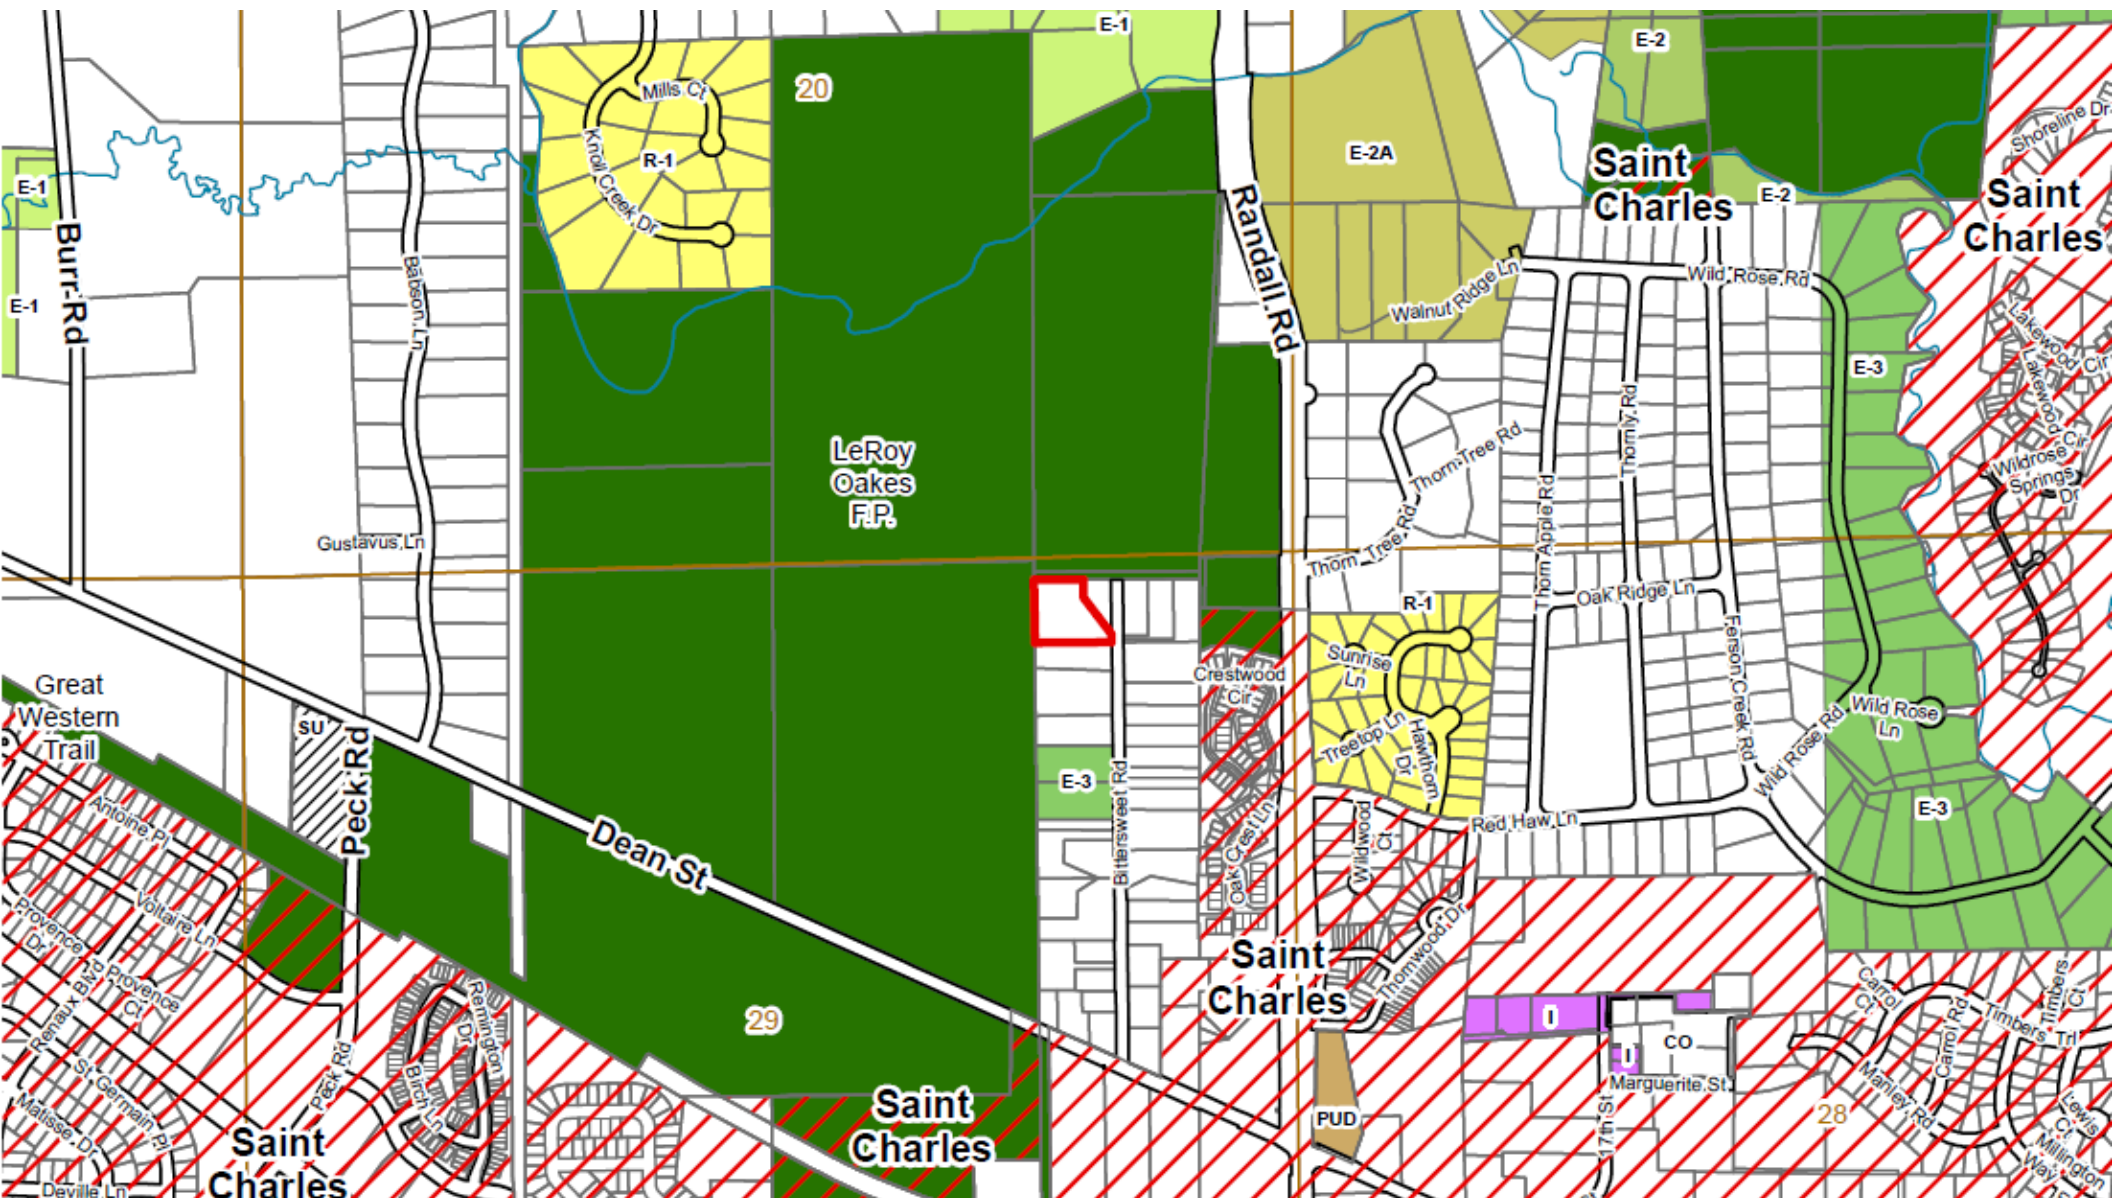 E-1
E-2
20
Mills Ct
R-1
Knoll Creek Dr
E-2A
Saint
Charles
E-2
Shoreline Dr
Saint
Charles
E-1
Burr Rd
E-1
Babson Ln
Randall Rd
Walnut Ridge Ln
Wild Rose Rd
Lakewood Cir
Lakewood Cir
E-3
Wildrose
Springs
Dr
LeRoy
Oakes
F.P.
Thorn Tree Rd
Thornly Rd
Thorn Apple Rd
Gustavus Ln
Thorn Tree Rd
Oak Ridge Ln
R-1
Ferson Creek Rd
Sunrise
Ln
Crestwood
Cir
Great
Western
Trail
SU
Peck Rd
Treetop Ln
Hawthorn
Dr
Wild Rose Rd
Wild Rose
Ln
E-3
Bittersweet Rd
E-3
Antoine Pl
Dean St
Oak Crest Ln
Wildwood
Ct
Red Haw Ln
Voltaire Ln
Provence
Dr
Provence
Ct
Renaux Blvd
Thornwood Dr
Saint
Charles
Remington
Dr
29
I
I
CO
Carrol
Ct
Carrol Rd
Timbers
Ct
Timbers Trl
St Germain Pl
Peck Rd
Birch Ln
Matisse Dr
Marguerite St
17th St
Manley Rd
28
PUD
Saint
Charles
Saint
Charles
Lewis
Ct
Millington
Way
Deville Ln